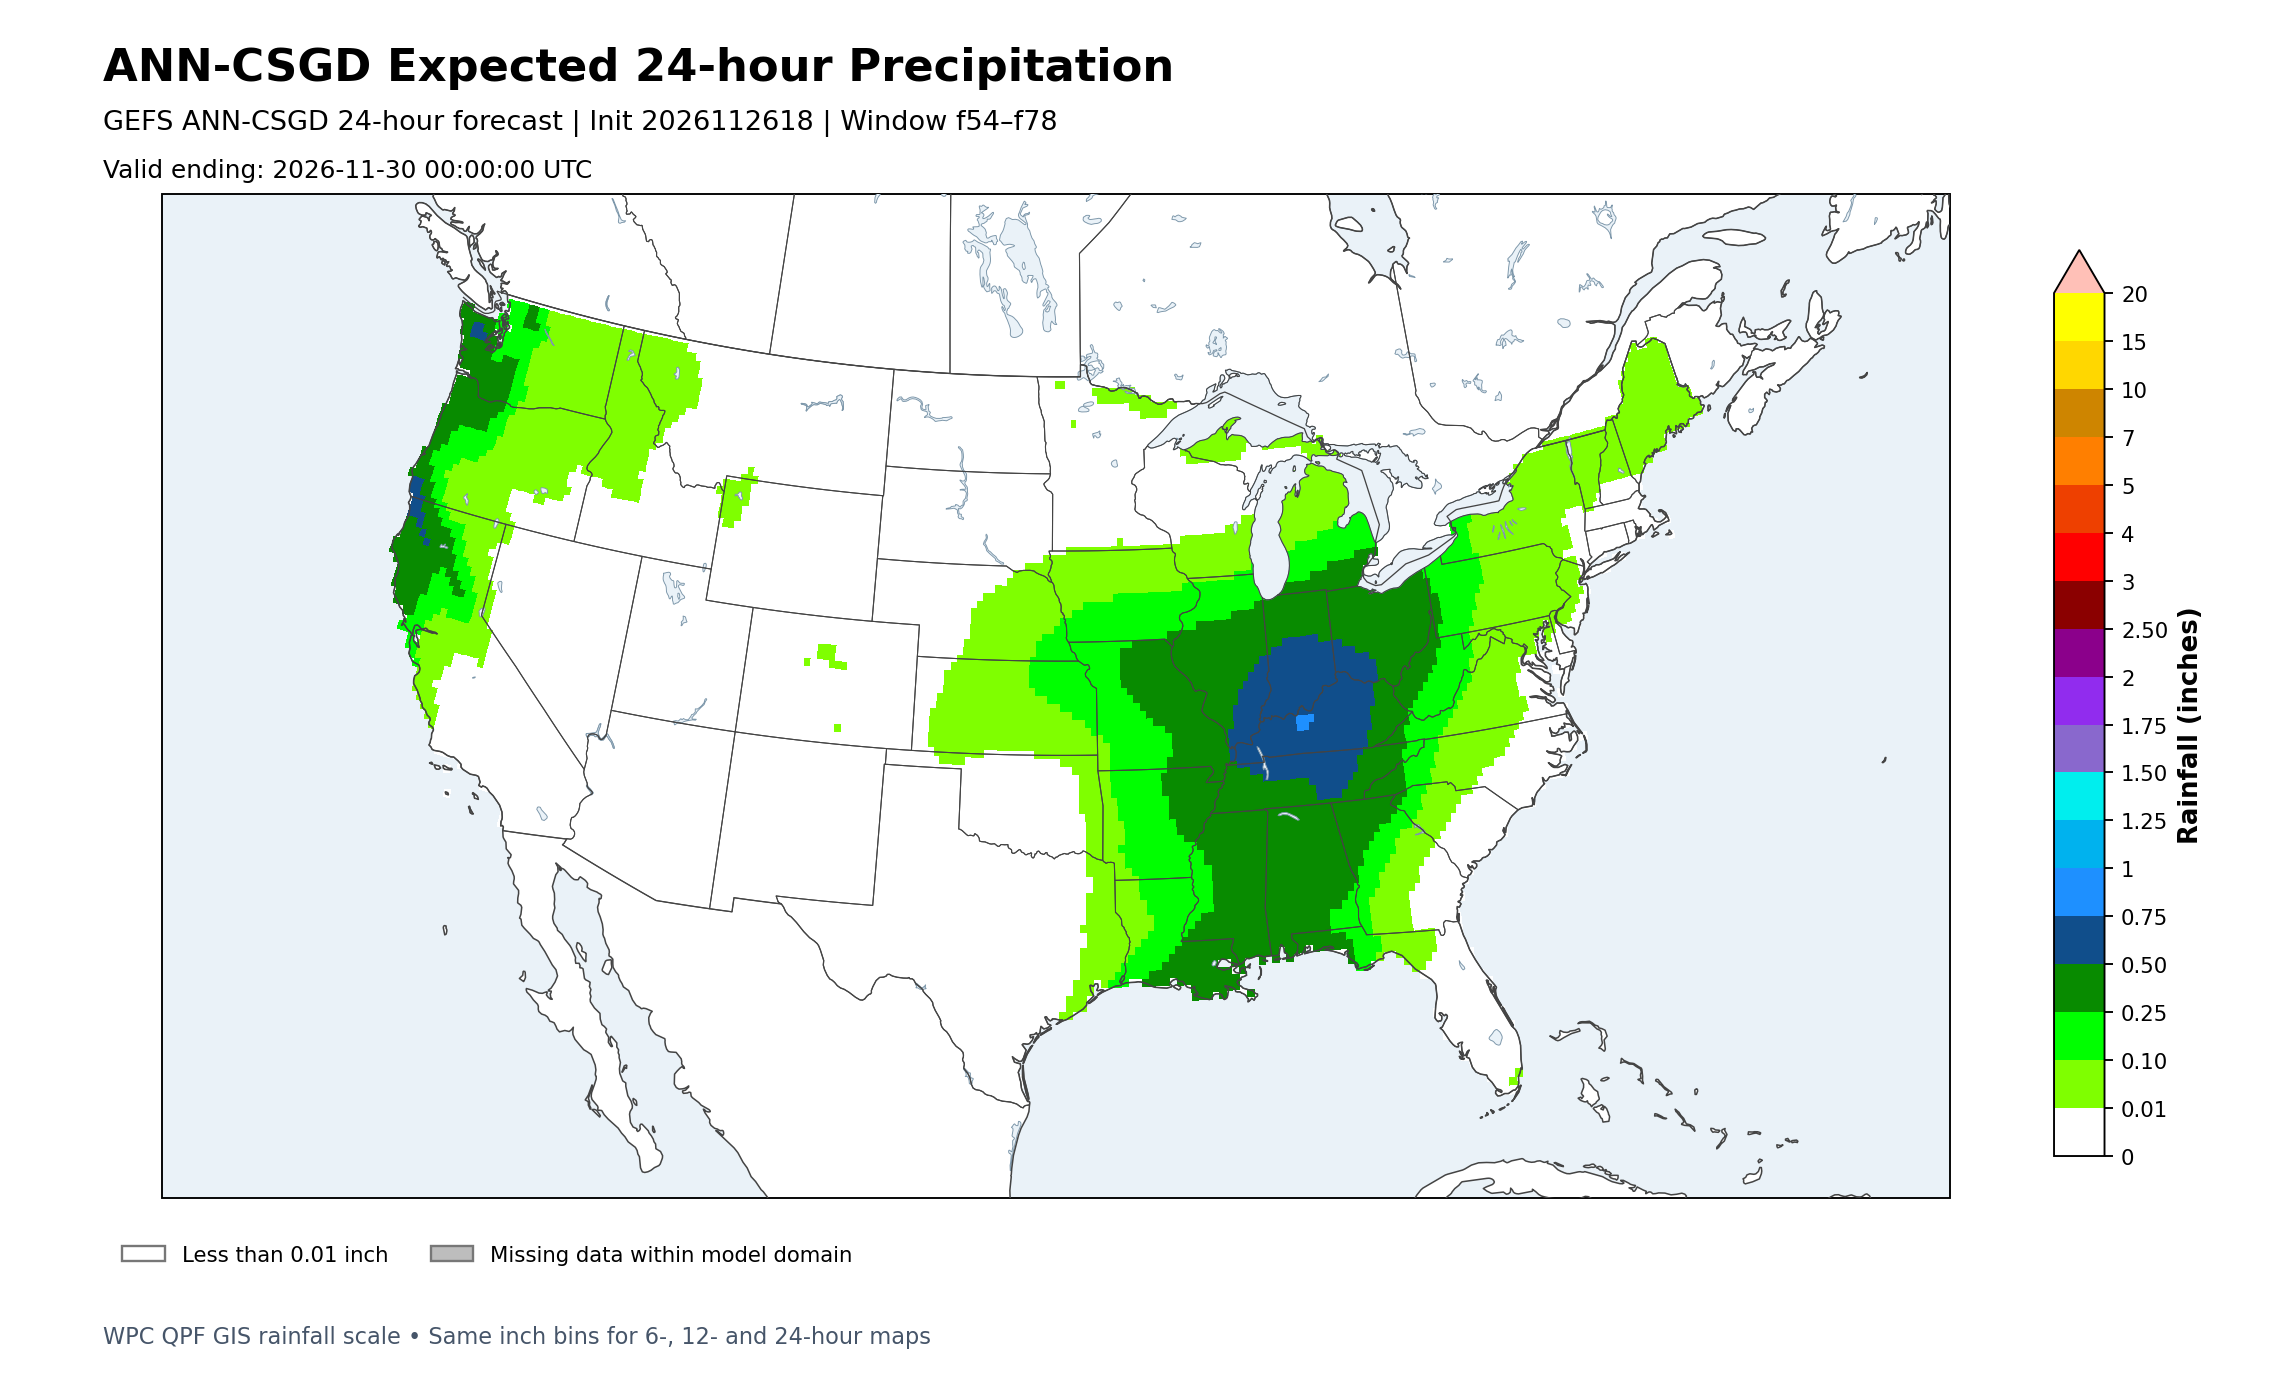 ANN-CSGD Expected 24-hour Precipitation
GEFS ANN-CSGD 24-hour forecast | Init 2026112618 | Window f54–f78
Valid ending: 2026-11-30 00:00:00 UTC
20
15
10
7
5
4
3
2.50
2
1.75
1.50
1.25
1
0.75
0.50
0.25
0.10
0.01
0
Rainfall (inches)
Less than 0.01 inch
Missing data within model domain
WPC QPF GIS rainfall scale • Same inch bins for 6-, 12- and 24-hour maps